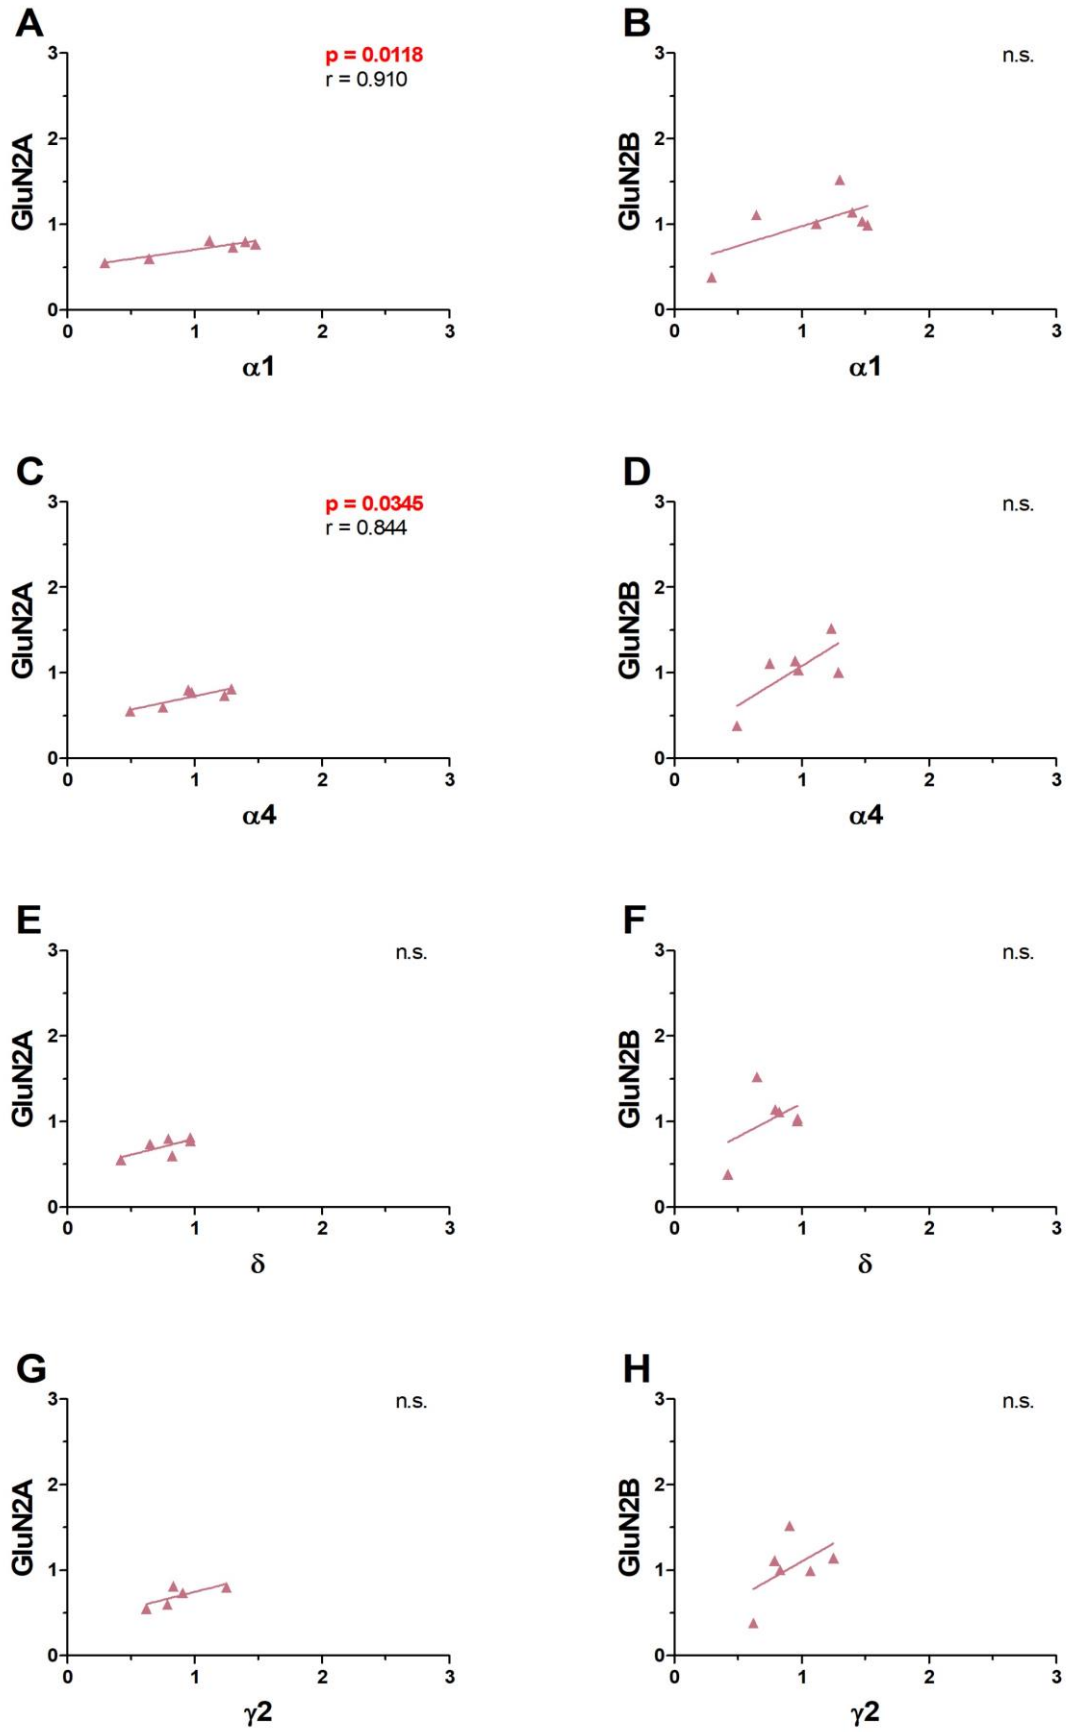 A
p = 0.0118
r = 0.910
GluN2A
3
2
1
0
0 1 2 3
α1
B
n.s.
GluN2B
3
2
1
0
0 1 2 3
α1
C
p = 0.0345
r = 0.844
GluN2A
3
2
1
0
0 1 2 3
α4
D
n.s.
GluN2B
3
2
1
0
0 1 2 3
α4
E
n.s.
GluN2A
3
2
1
0
0 1 2 3
δ
F
n.s.
GluN2B
3
2
1
0
0 1 2 3
δ
G
n.s.
GluN2A
3
2
1
0
0 1 2 3
γ2
H
n.s.
GluN2B
3
2
1
0
0 1 2 3
γ2